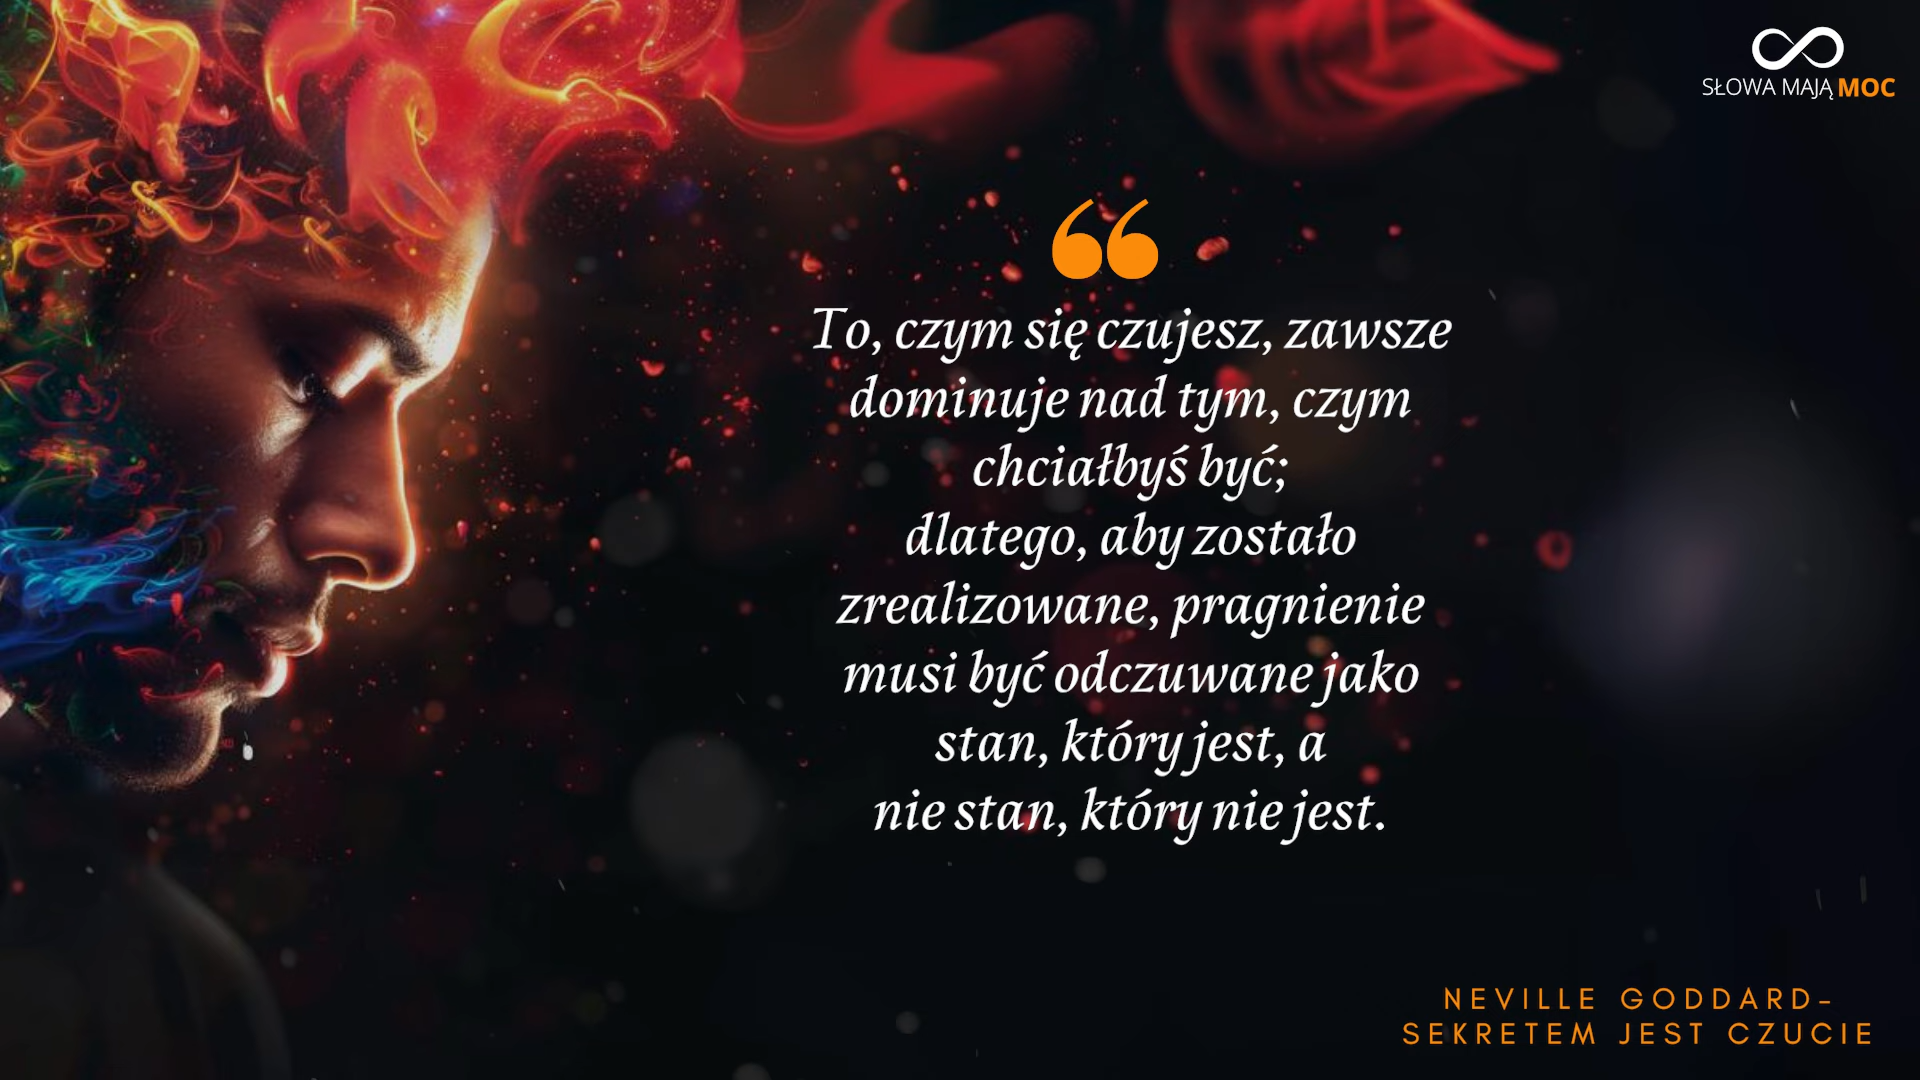 SŁOWA MAJĄ MOC
To, czym się czujesz, zawsze
dominuje nad tym, czym
chciałbyś być;
dlatego, aby zostało
zrealizowane, pragnienie
musi być odczuwane jako
stan, który jest, a
nie stan, który nie jest.
NEVILLE GODDARD-
SEKRETEM JEST CZUCIE